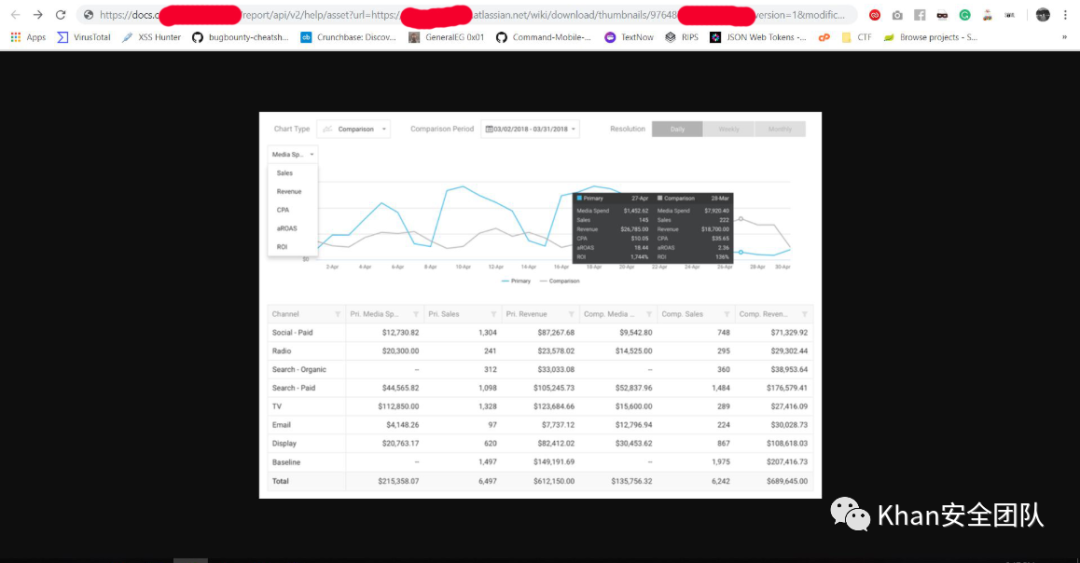 https://docs.c report/api/v2/help/asset?url=https:/ atlassian.net/wiki/download/thumbnails/97648 version=1&modific...
Apps VirusTotal XSS Hunter bugbounty-cheatsh... Crunchbase: Discov... GeneralEG 0x01 Command-Mobile-... TextNow RIPS JSON Web Tokens -... CTF Browse projects - S... »
Chart Type Comparison Comparison Period 03/02/2018 - 03/31/2018 Resolution Daily Weekly Monthly
Media Sp...
Sales
Revenue
CPA
aROAS
ROI
$0
Primary 27-Apr Comparison 28-Mar
Media Spend $1,452.62 Media Spend $7,920.40
Sales 149 Sales 222
Revenue $26,785.00 Revenue $18,700.00
CPA CPA $35.65
aROAS 18.44 aROAS 2.36
ROI 1,744% ROI 136%
2-Apr 4-Apr 6-Apr 8-Apr 10-Apr 12-Apr 14-Apr 16-Apr 18-Apr 20-Apr 22-Apr 24-Apr 26-Apr 28-Apr 30-Apr
Primary Comparison
Channel Pri. Media Sp... Pri. Sales Pri. Revenue Comp. Media ... Comp. Sales Comp. Reven...
Social - Paid $12,730.82 1,304 $87,267.68 $9,542.80 748 $71,329.92
Radio $20,300.00 241 $23,578.02 $14,525.00 295 $29,302.44
Search - Organic -- 312 $33,033.08 -- 360 $38,953.64
Search - Paid $44,565.82 1,098 $105,245.73 $52,837.96 1,484 $176,579.41
TV $112,850.00 1,328 $123,684.66 $15,600.00 289 $27,416.09
Email $4,148.26 97 $7,737.12 $12,796.94 224 $30,028.73
Display $20,763.17 620 $82,412.02 $30,453.62 867 $108,618.03
Baseline -- 1,497 $149,191.69 -- 1,975 $207,416.73
Total $215,358.07 6,497 $612,150.00 $135,756.32 6,242 $689,645.00
Khan安全团队